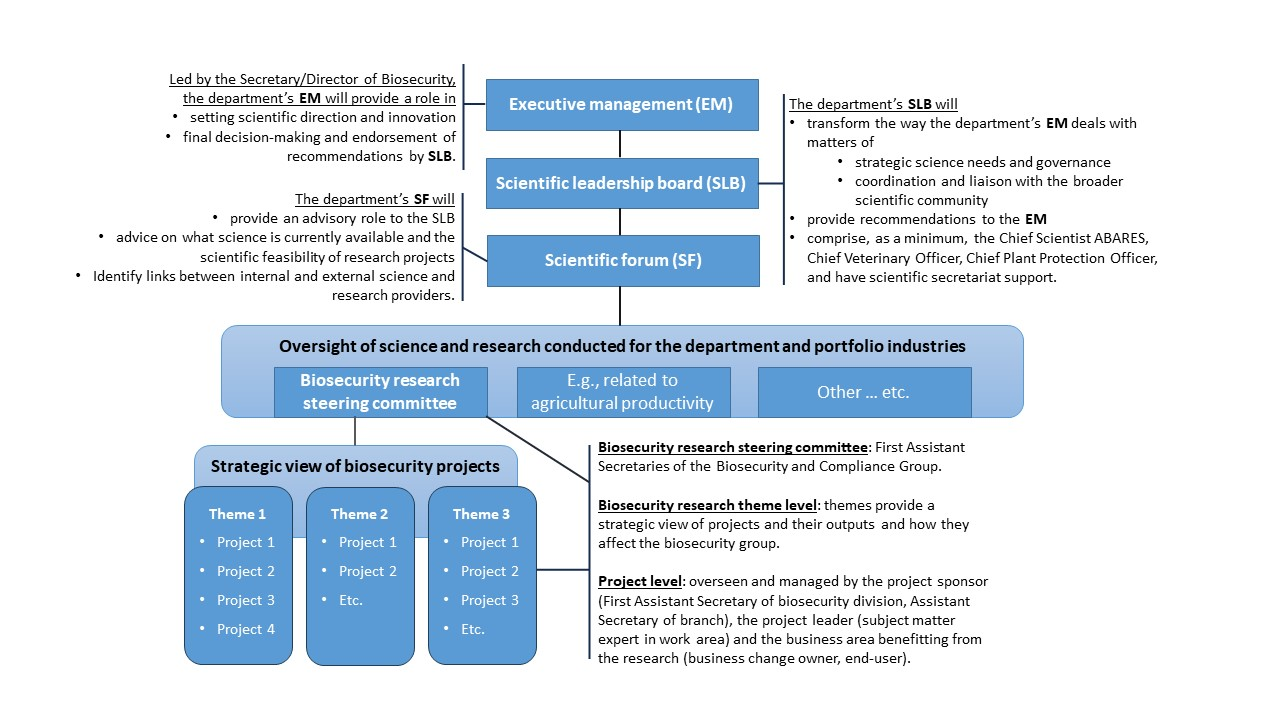 Led by the Secretary/Director of Biosecurity,
the department's EM will provide a role in
• setting scientific direction and innovation
• final decision-making and endorsement of
recommendations by SLB.
Executive management (EM)
Scientific leadership board (SLB)
Scientific forum (SF)
The department's SLB will
• transform the way the department's EM deals with
matters of
• strategic science needs and governance
• coordination and liaison with the broader
scientific community
• provide recommendations to the EM
• comprise, as a minimum, the Chief Scientist ABARES,
Chief Veterinary Officer, Chief Plant Protection Officer,
and have scientific secretariat support.
The department's SF will
• provide an advisory role to the SLB
• advice on what science is currently available and the
scientific feasibility of research projects
• Identify links between internal and external science and
research providers.
Oversight of science and research conducted for the department and portfolio industries
Biosecurity research
steering committee
E.g., related to
agricultural productivity
Other ... etc.
Strategic view of biosecurity projects
Theme 1
• Project 1
• Project 2
• Project 3
• Project 4
Theme 2
• Project 1
• Project 2
• Etc.
Theme 3
• Project 1
• Project 2
• Project 3
• Etc.
Biosecurity research steering committee: First Assistant
Secretaries of the Biosecurity and Compliance Group.
Biosecurity research theme level: themes provide a
strategic view of projects and their outputs and how they
affect the biosecurity group.
Project level: overseen and managed by the project sponsor
(First Assistant Secretary of biosecurity division, Assistant
Secretary of branch), the project leader (subject matter
expert in work area) and the business area benefitting from
the research (business change owner, end-user).